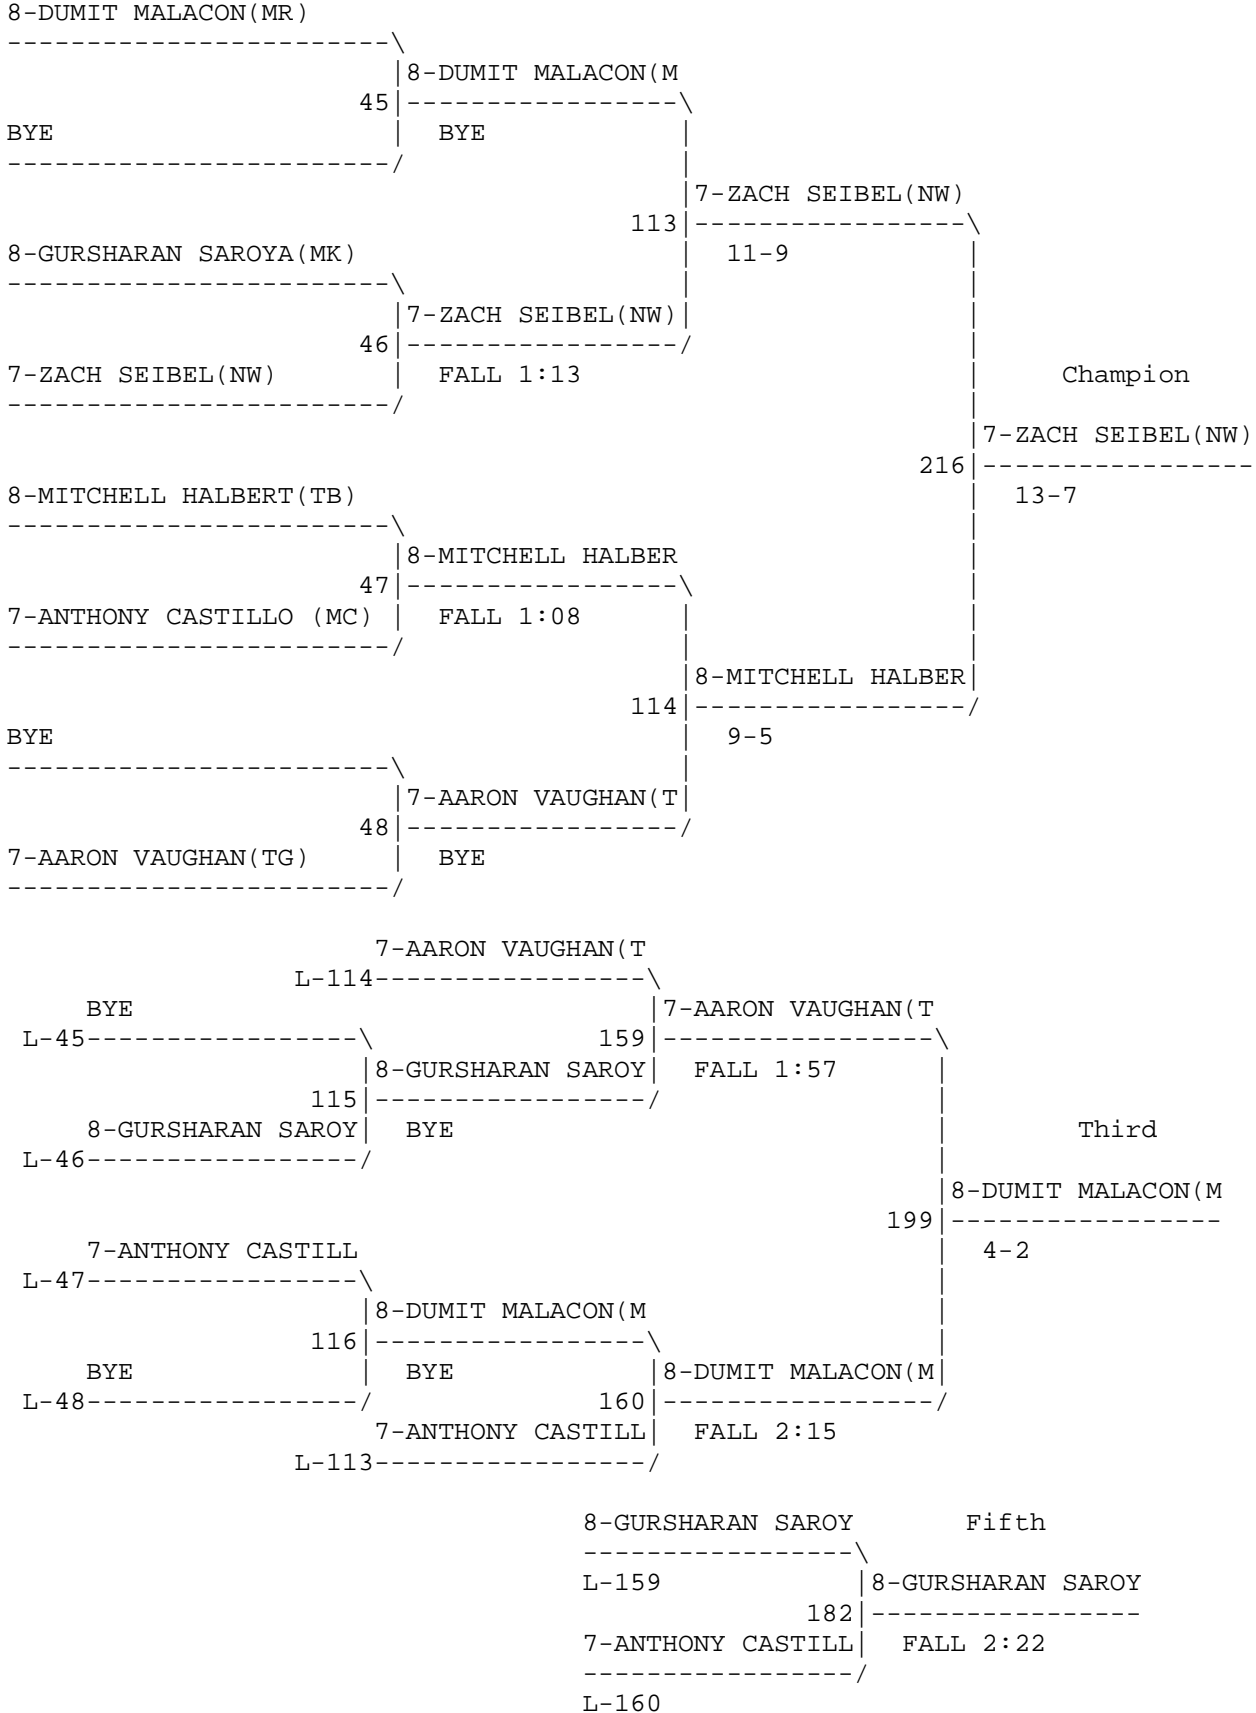 8-DUMIT MALACON(MR)
------------------------\
|8-DUMIT MALACON(M
45|-----------------\
BYE | BYE |
------------------------/ |
|7-ZACH SEIBEL(NW)
113|-----------------\
8-GURSHARAN SAROYA(MK) | 11-9 |
------------------------\ | |
|7-ZACH SEIBEL(NW)| |
46|-----------------/ |
7-ZACH SEIBEL(NW) | FALL 1:13 | Champion
------------------------/ |
|7-ZACH SEIBEL(NW)
216|-----------------
8-MITCHELL HALBERT(TB) | 13-7
------------------------\ |
|8-MITCHELL HALBER |
47|-----------------\ |
7-ANTHONY CASTILLO (MC) | FALL 1:08 | |
------------------------/ | |
|8-MITCHELL HALBER|
114|-----------------/
BYE | 9-5
------------------------\ |
|7-AARON VAUGHAN(T|
48|-----------------/
7-AARON VAUGHAN(TG) | BYE
------------------------/
7-AARON VAUGHAN(T
L-114-----------------\
BYE |7-AARON VAUGHAN(T
L-45-----------------\ 159|-----------------\
|8-GURSHARAN SAROY| FALL 1:57 |
115|-----------------/ |
8-GURSHARAN SAROY| BYE | Third
L-46-----------------/ |
|8-DUMIT MALACON(M
199|-----------------
7-ANTHONY CASTILL | 4-2
L-47-----------------\ |
|8-DUMIT MALACON(M |
116|-----------------\ |
BYE | BYE |8-DUMIT MALACON(M|
L-48-----------------/ 160|-----------------/
7-ANTHONY CASTILL| FALL 2:15
L-113-----------------/
8-GURSHARAN SAROY Fifth
-----------------\
L-159 |8-GURSHARAN SAROY
182|-----------------
7-ANTHONY CASTILL| FALL 2:22
-----------------/
L-160